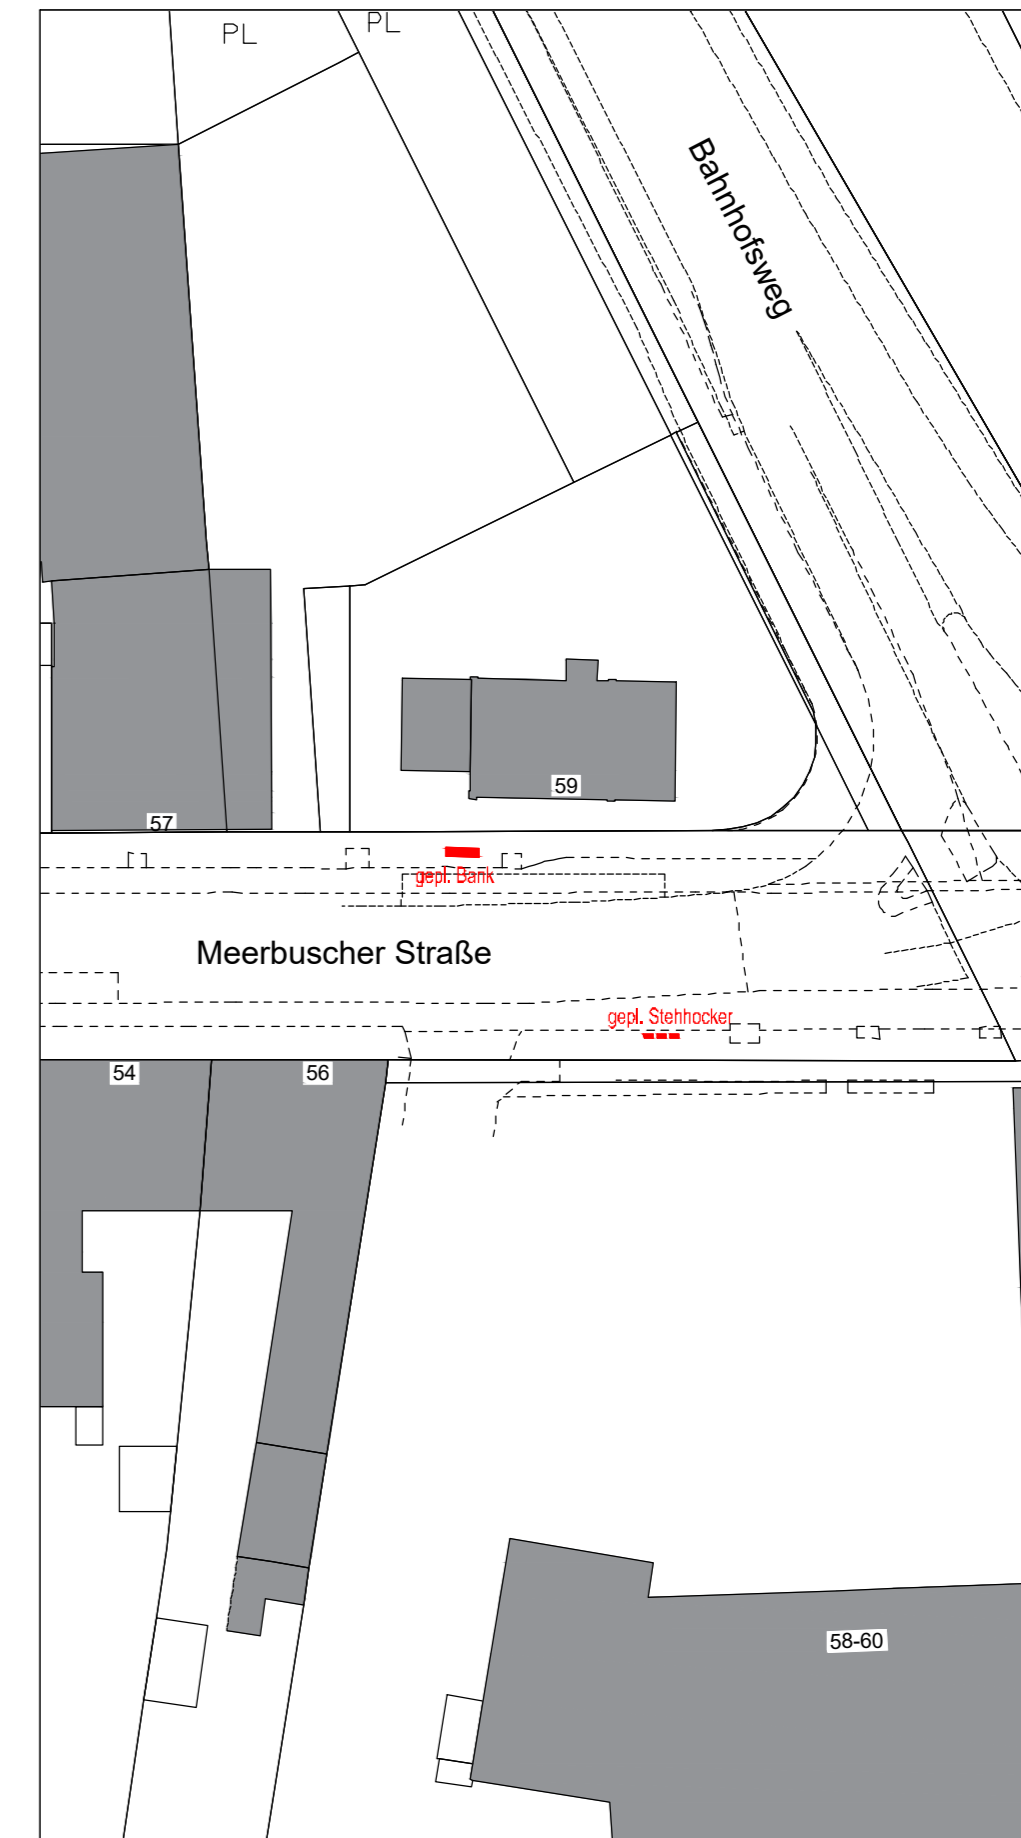 PL
PL
Bahnhofsweg
59
57
gepl. Bank
Meerbuscher Straße
gepl. Stehhocker
54
56
58-60